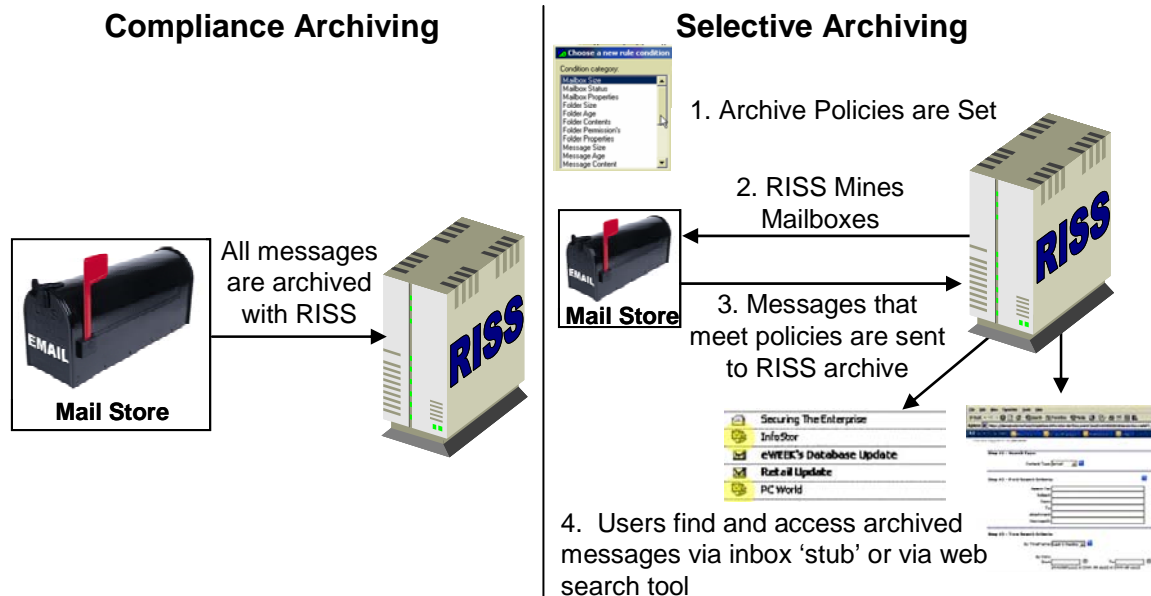 Compliance Archiving
All messages
are archived
with RISS
EMAIL
Mail Store
RISS
Selective Archiving
Choose a new rule condition
Condition category:
Mailbox Size
Mailbox Status
Mailbox Properties
Folder Size
Folder Age
Folder Contents
Folder Permission's
Folder Properties
Message Size
Message Age
Message Content
1. Archive Policies are Set
2. RISS Mines
Mailboxes
EMAIL
Mail Store
RISS
3. Messages that
meet policies are sent
to RISS archive
Securing The Enterprise
InfoStor
eWEEK's Database Update
Retail Update
PC World
4. Users find and access archived
messages via inbox 'stub' or via web
search tool